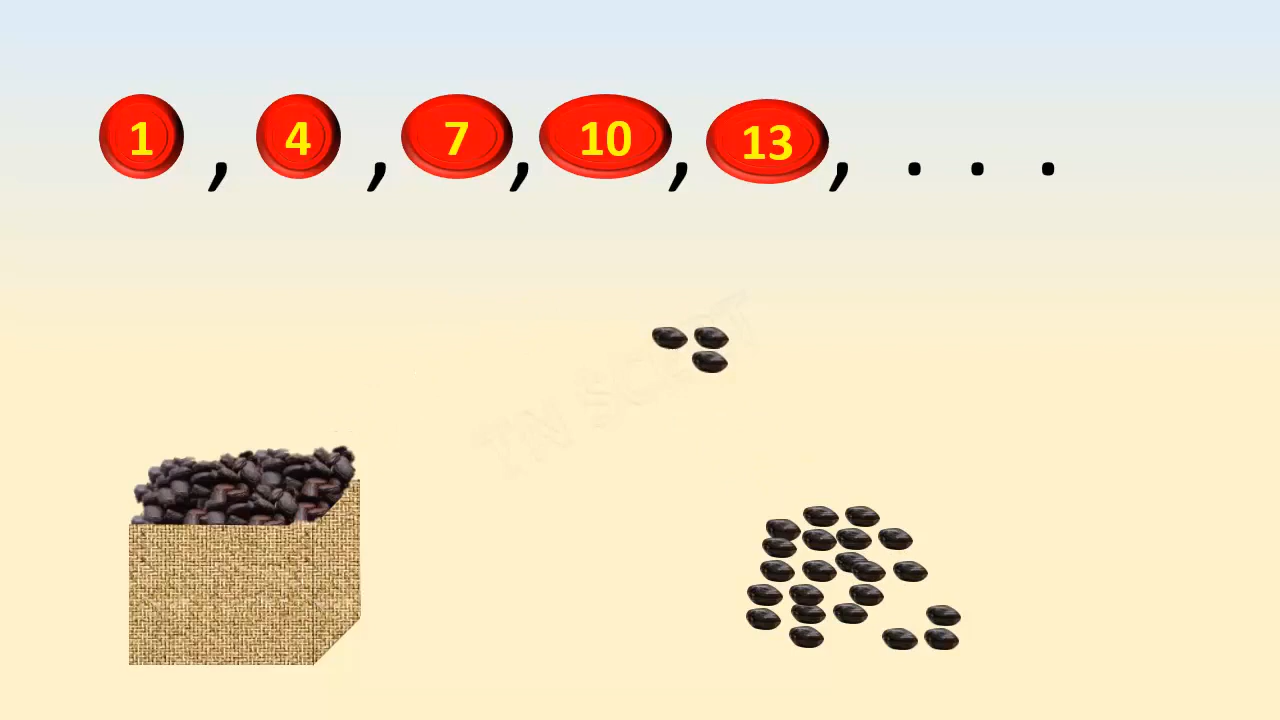 1 , 4 , 7 , 10 , 13 , . . .